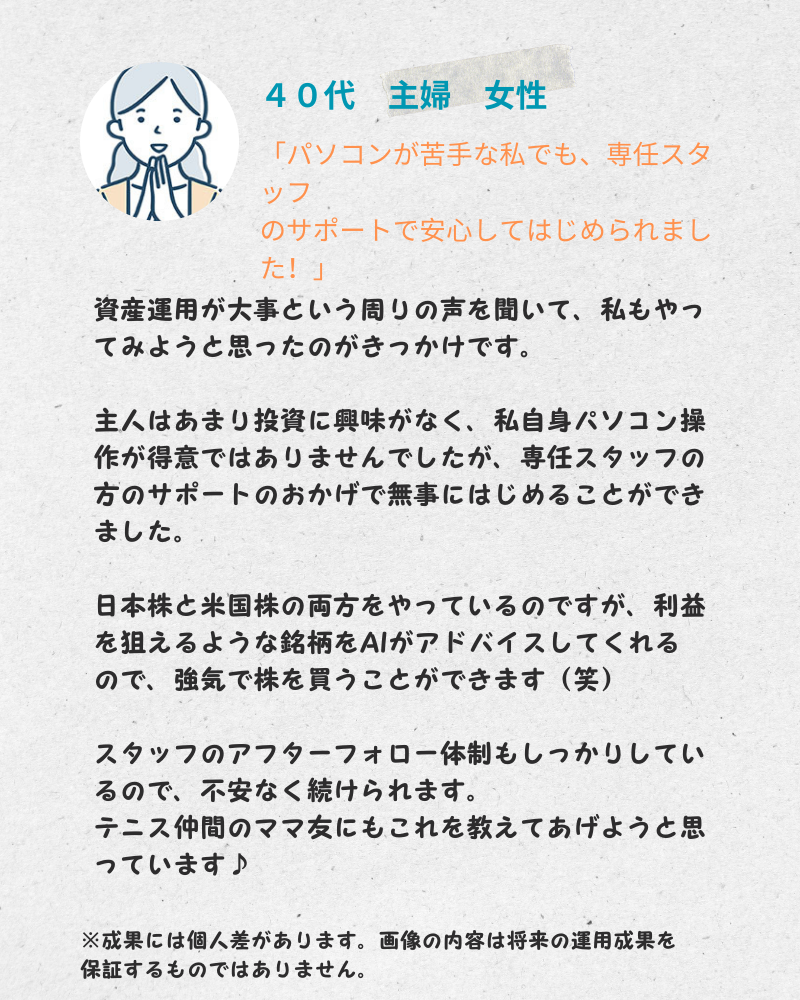 ４０代　主婦　女性
「パソコンが苦手な私でも、専任スタ
ッフ
のサポートで安心してはじめられまし
た！」
資産運用が大事という周りの声を聞いて、私もやっ
てみようと思ったのがきっかけです。
主人はあまり投資に興味がなく、私自身パソコン操
作が得意ではありませんでしたが、専任スタッフの
方のサポートのおかげで無事にはじめることができ
ました。
日本株と米国株の両方をやっているのですが、利益
を狙えるような銘柄をAIがアドバイスしてくれる
ので、強気で株を買うことができます（笑）
スタッフのアフターフォロー体制もしっかりしてい
るので、不安なく続けられます。
テニス仲間のママ友にもこれを教えてあげようと思
っています♪
※成果には個人差があります。画像の内容は将来の運用成果を
保証するものではありません。